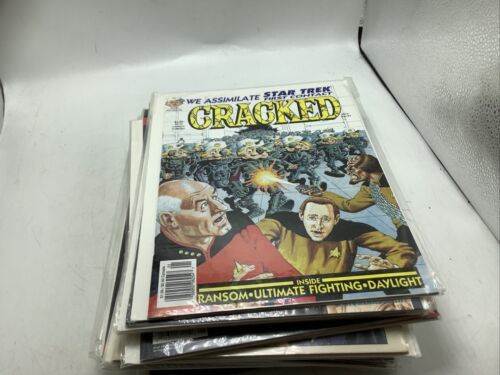 WE ASSIMILATE STAR TREK
FIRST CONTACT
CRACKED
INSIDE
RANSOM • ULTIMATE FIGHTING • DAYLIGHT